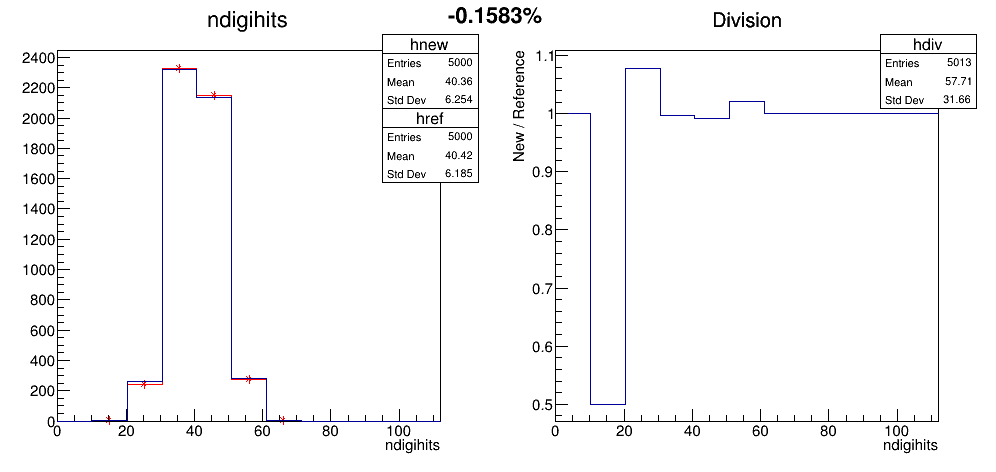 -0.1583%
ndigihits
hnew
Entries 5000
Mean 40.36
Std Dev 6.254
href
Entries 5000
Mean 40.42
Std Dev 6.185
2400
2200
2000
1800
1600
1400
1200
1000
800
600
400
200
0
0 20 40 60 80 100
ndigihits
Division
hdiv
Entries 5013
Mean 57.71
Std Dev 31.66
New / Reference
1.1
1
0.9
0.8
0.7
0.6
0.5
0 20 40 60 80 100
ndigihits